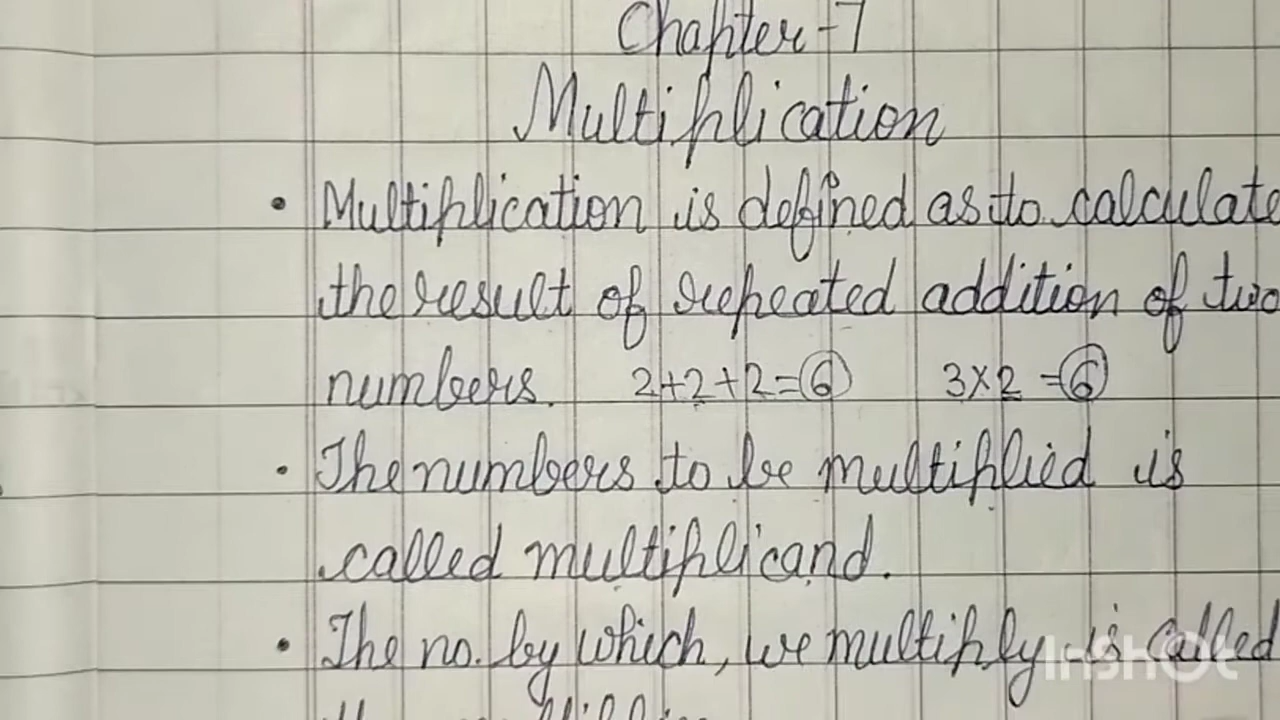 Chapter-7
Multiplication
• Multiplication is defined as to calculate
the result of repeated addition of two
numbers. 2+2+2=6 3×2=6
• The numbers to be multiplied is
called multiplicand.
• The no. by which, we multiply is called
InShOt